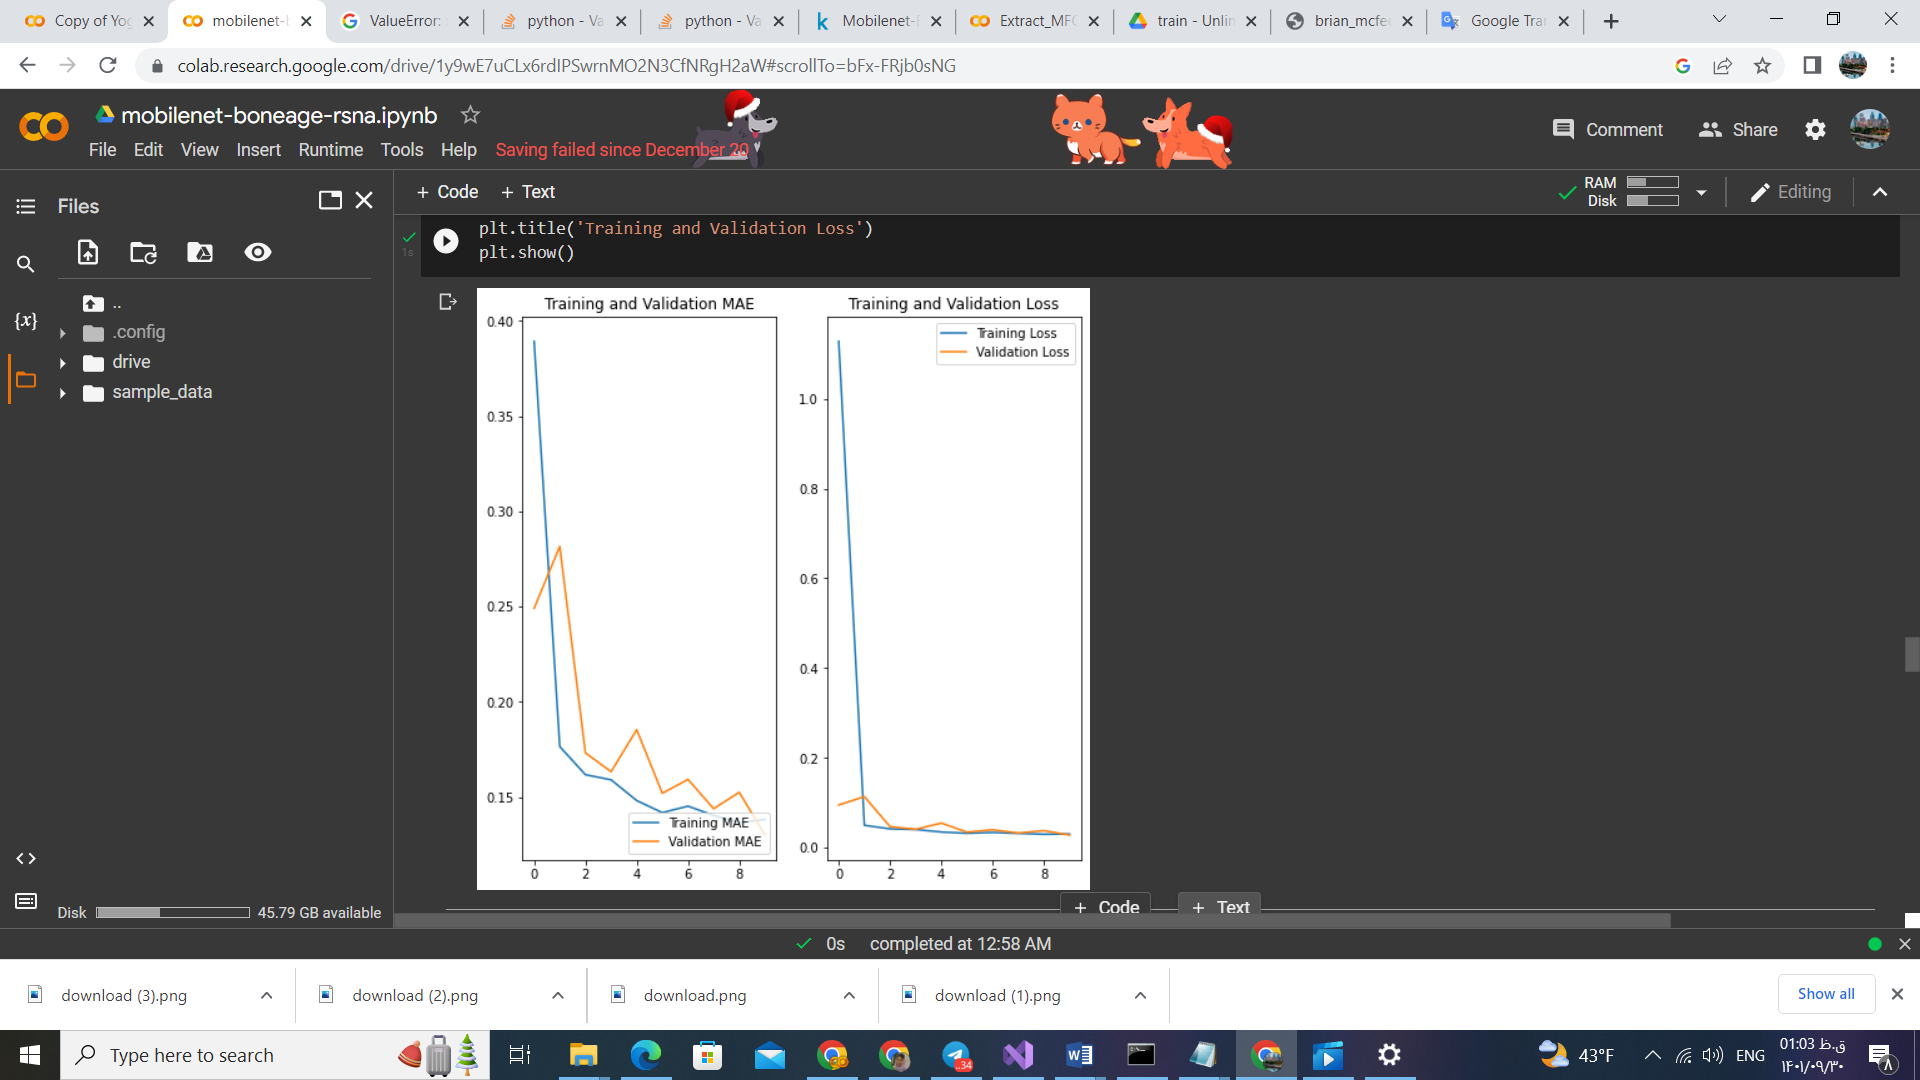 Copy of Yog
mobilenet-b
ValueError:
python - Va
python - Va
Mobilenet-
Extract_MFC
train - Unlin
brian_mcfee
Google Tran
colab.research.google.com/drive/1y9wE7uCLx6rdIPSwrnMO2N3CfNRgH2aW#scrollTo=bFx-FRjb0sNG
mobilenet-boneage-rsna.ipynb
Comment
Share
File Edit View Insert Runtime Tools Help Saving failed since December 20
Files
+ Code + Text
RAM
Disk
Editing
plt.title('Training and Validation Loss')
1s
plt.show()
{x}
..
.config
drive
sample_data
Training and Validation MAE
0.40
0.35
0.30
0.25
0.20
0.15
Training MAE
Validation MAE
0 2 4 6 8
Training and Validation Loss
Training Loss
Validation Loss
1.0
0.8
0.6
0.4
0.2
0.0
0 2 4 6 8
+ Code + Text
Disk 45.79 GB available
0s completed at 12:58 AM
download (3).png
download (2).png
download.png
download (1).png
Show all
Type here to search
..34
43°F
ENG
01:03 ق.ظ
۱۴۰۱/۰۹/۳۰
۸